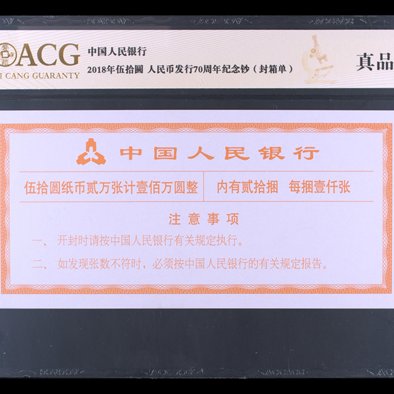 ACG
CANG GUARANTY
中国人民银行
2018年伍拾圆 人民币发行70周年纪念钞（封箱单）
真品
中国人民银行
伍拾圆纸币贰万张计壹佰万圆整 内有贰拾捆 每捆壹仟张
注意事项
一、 开封时请按中国人民银行有关规定执行。
二、 如发现张数不符时，必须按中国人民银行的有关规定报告。